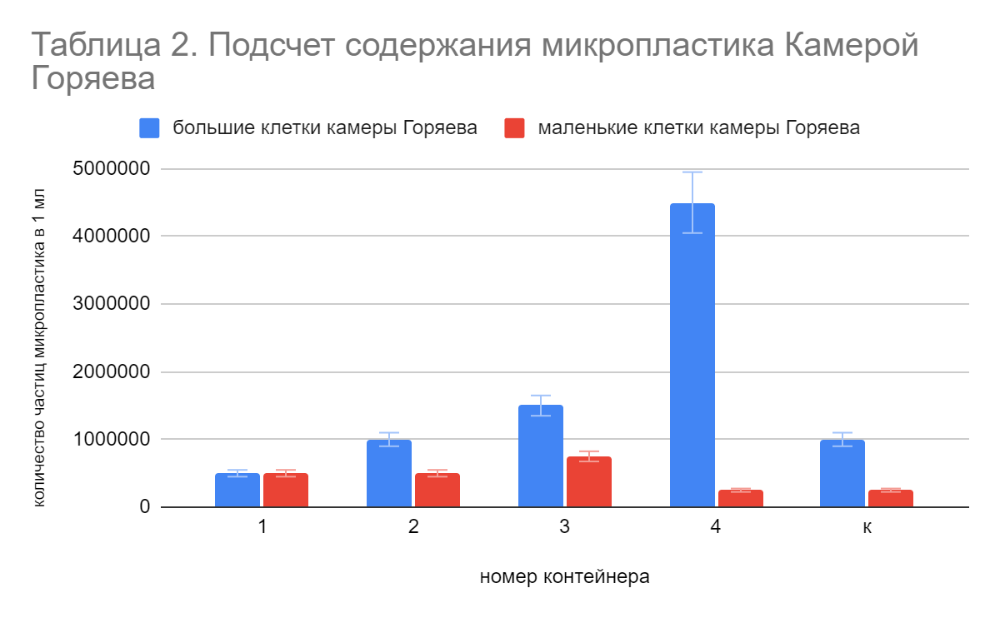 Таблица 2. Подсчет содержания микропластика Камерой
Горяева
большие клетки камеры Горяева
маленькие клетки камеры Горяева
количество частиц микропластика в 1 мл
5000000
4000000
3000000
2000000
1000000
0
1
2
3
4
к
номер контейнера